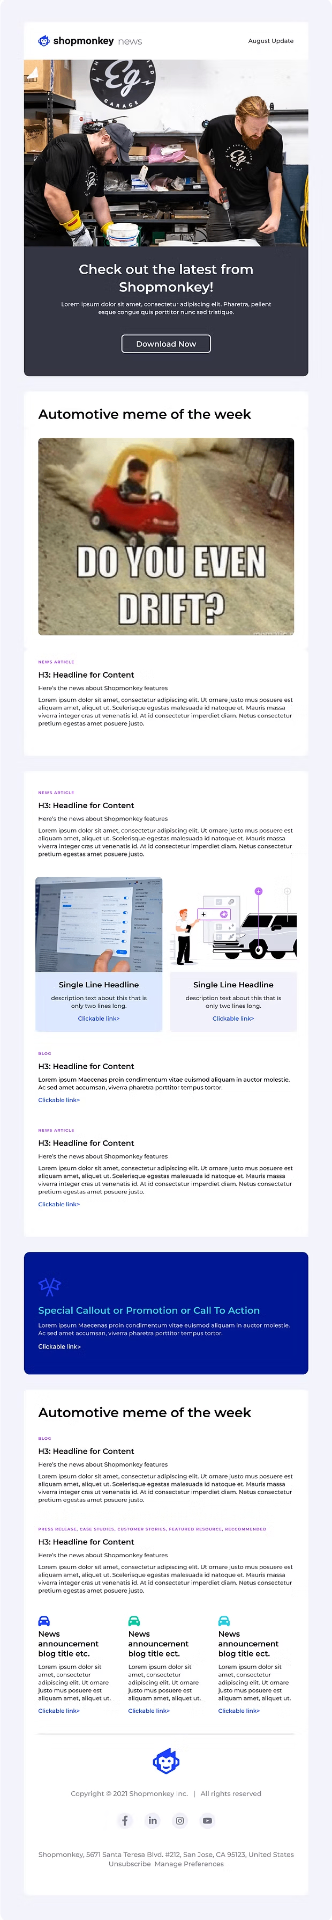 shopmonkey news
August Update
Eg
GARAGE
Eg
Check out the latest from
Shopmonkey!
Lorem ipsum dolor sit amet, consectetur adipiscing elit. Pharetra, pellent
esque congue quis porttitor nunc sed tristique.
Download Now
Automotive meme of the week
DO YOU EVEN
DRIFT?
NEWS ARTICLE
H3: Headline for Content
Here's the news about Shopmonkey features
Lorem ipsum dolor sit amet, consectetur adipiscing elit. Ut ornare justo mus posuere est
aliquam amet, aliquet ut. Scelerisque egestas malesuada id natoque et. Mauris massa
viverra integer cras ut venenatis id. At id consectetur imperdiet diam. Netus consectetur
pretium egestas amet posuere justo.
NEWS ARTICLE
H3: Headline for Content
Here's the news about Shopmonkey features
Lorem ipsum dolor sit amet, consectetur adipiscing elit. Ut ornare justo mus posuere est
aliquam amet, aliquet ut. Scelerisque egestas malesuada id natoque et. Mauris massa
viverra integer cras ut venenatis id. At id consectetur imperdiet diam. Netus consectetur
pretium egestas amet posuere justo.
Single Line Headline
description text about this that is
only two lines long.
Clickable link>
Single Line Headline
description text about this that is
only two lines long.
Clickable link>
BLOG
H3: Headline for Content
Lorem ipsum Maecenas proin condimentum vitae euismod aliquam in auctor molestie.
Ac sed amet accumsan, viverra pharetra porttitor tempus tortor.
Clickable link>
NEWS ARTICLE
H3: Headline for Content
Here's the news about Shopmonkey features
Lorem ipsum dolor sit amet, consectetur adipiscing elit. Ut ornare justo mus posuere est
aliquam amet, aliquet ut. Scelerisque egestas malesuada id natoque et. Mauris massa
viverra integer cras ut venenatis id. At id consectetur imperdiet diam. Netus consectetur
pretium egestas amet posuere justo.
Clickable link>
Special Callout or Promotion or Call To Action
Lorem ipsum Maecenas proin condimentum vitae euismod aliquam in auctor molestie.
Ac sed amet accumsan, viverra pharetra porttitor tempus tortor.
Clickable link>
Automotive meme of the week
BLOG
H3: Headline for Content
Here's the news about Shopmonkey features
Lorem ipsum dolor sit amet, consectetur adipiscing elit. Ut ornare justo mus posuere est
aliquam amet, aliquet ut. Scelerisque egestas malesuada id natoque et. Mauris massa
viverra integer cras ut venenatis id. At id consectetur imperdiet diam. Netus consectetur
pretium egestas amet posuere justo.
PRESS RELEASE, CASE STUDIES, CUSTOMER STORIES, FEATURED RESOURCE, RECCOMMENDED
H3: Headline for Content
Here's the news about Shopmonkey features
Lorem ipsum dolor sit amet, consectetur adipiscing elit. Ut ornare justo mus posuere est
aliquam amet, aliquet ut. Scelerisque egestas malesuada id natoque et. Mauris massa
viverra integer cras ut venenatis id. At id consectetur imperdiet diam. Netus consectetur
pretium egestas amet posuere justo.
News
announcement
blog title etc.
Lorem ipsum dolor sit
amet, consectetur
adipiscing elit. Ut ornare
justo mus posuere est
aliquam amet, aliquet ut.
Clickable link>
News
announcement
blog title ect.
Lorem ipsum dolor sit
amet, consectetur
adipiscing elit. Ut ornare
justo mus posuere est
aliquam amet, aliquet ut.
Clickable link>
News
announcement
blog title ect.
Lorem ipsum dolor sit
amet, consectetur
adipiscing elit. Ut ornare
justo mus posuere est
aliquam amet, aliquet ut.
Clickable link>
Copyright © 2021 Shopmonkey Inc. | All rights reserved
Shopmonkey, 5671 Santa Teresa Blvd. #212, San Jose, CA 95123, United States
Unsubscribe Manage Preferences